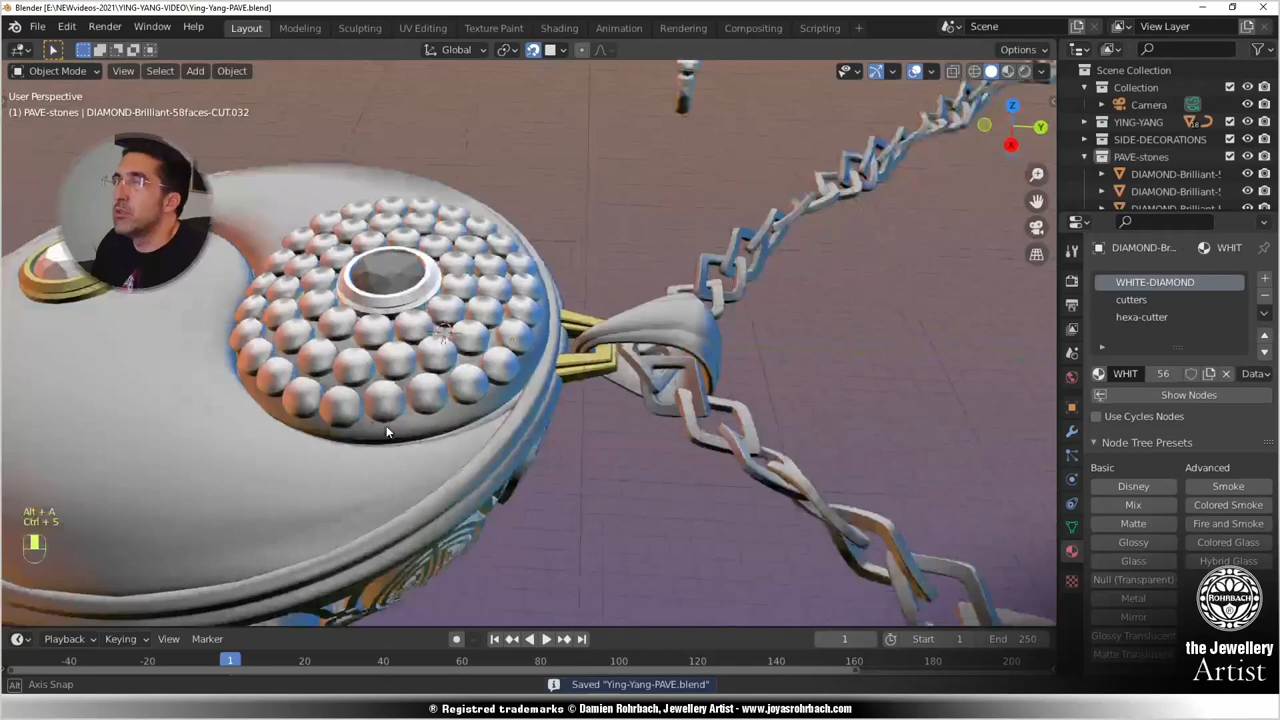 Blender [E:\NEWvideos-2021\YING-YANG-VIDEO\Ying-Yang-PAVE.blend]
File Edit Render Window Help
Layout Modeling Sculpting UV Editing Texture Paint Shading Animation Rendering Compositing Scripting +
Scene
View Layer
Global
Options
Object Mode
View Select Add Object
User Perspective
(1) PAVE-stones | DIAMOND-Brilliant-58faces-CUT.032
Z
Y
X
Scene Collection
Collection
Camera
YING-YANG
SIDE-DECORATIONS
PAVE-stones
DIAMOND-Brilliant-!
DIAMOND-Brilliant-!
DIAMOND-Br...
WHIT
WHITE-DIAMOND
cutters
hexa-cutter
WHIT 56 Data
Show Nodes
Use Cycles Nodes
Node Tree Presets
Basic Advanced
Disney Smoke
Mix Colored Smoke
Matte Fire and Smoke
Glossy Colored Glass
Glass Hybrid Glass
Null (Transparent)
Metal
Mirror
Glossy Translucent
Matte Translucent
Alt + A
Ctrl + S
ROHRBACH
the Jewellery
Artist
Playback Keying View Marker
1 Start 1 End 250
-40 -20 1 20 40 60 80 100 120 140 160 180 200
Alt Axis Snap
Saved "Ying-Yang-PAVE.blend"
® Registered trademarks © Damien Rohrbach, Jewellery Artist - www.joyasrohrbach.com